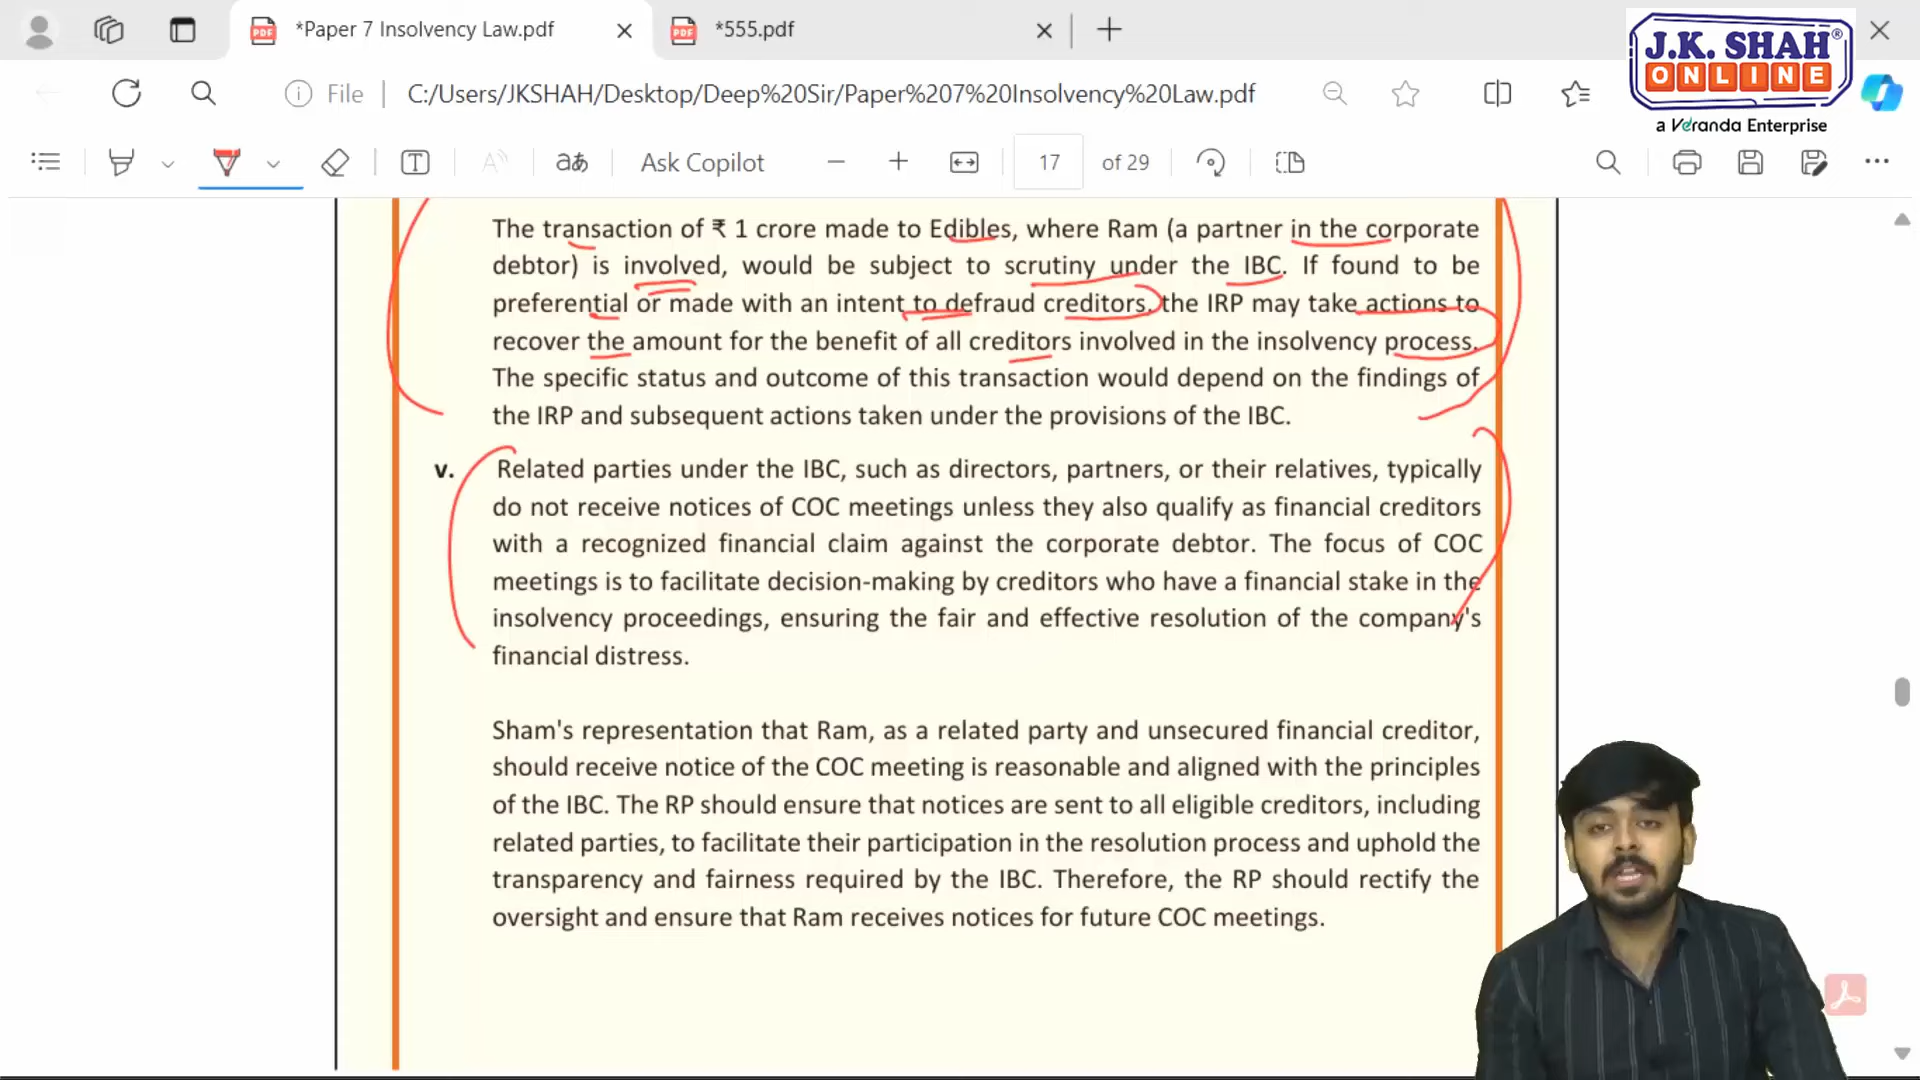 *Paper 7 Insolvency Law.pdf
*555.pdf
J.K. SHAH®
ONLINE
a Veranda Enterprise
File
C:/Users/JKSHAH/Desktop/Deep%20Sir/Paper%207%20Insolvency%20Law.pdf
Ask Copilot
17 of 29
The transaction of ₹ 1 crore made to Edibles, where Ram (a partner in the corporate
debtor) is involved, would be subject to scrutiny under the IBC. If found to be
preferential or made with an intent to defraud creditors, the IRP may take actions to
recover the amount for the benefit of all creditors involved in the insolvency process.
The specific status and outcome of this transaction would depend on the findings of
the IRP and subsequent actions taken under the provisions of the IBC.
v. Related parties under the IBC, such as directors, partners, or their relatives, typically
do not receive notices of COC meetings unless they also qualify as financial creditors
with a recognized financial claim against the corporate debtor. The focus of COC
meetings is to facilitate decision-making by creditors who have a financial stake in the
insolvency proceedings, ensuring the fair and effective resolution of the company's
financial distress.
Sham's representation that Ram, as a related party and unsecured financial creditor,
should receive notice of the COC meeting is reasonable and aligned with the principles
of the IBC. The RP should ensure that notices are sent to all eligible creditors, including
related parties, to facilitate their participation in the resolution process and uphold the
transparency and fairness required by the IBC. Therefore, the RP should rectify the
oversight and ensure that Ram receives notices for future COC meetings.